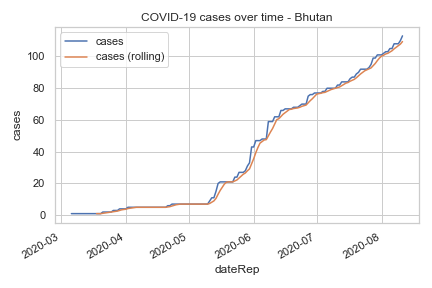 COVID-19 cases over time - Bhutan
cases
cases (rolling)
100
80
60
40
20
0
cases
2020-03
2020-04
2020-05
2020-06
2020-07
2020-08
dateRep